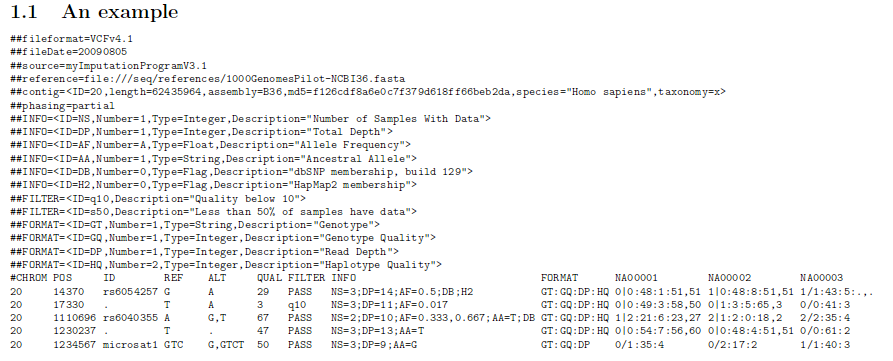 1.1 An example
##fileformat=VCFv4.1
##fileDate=20090805
##source=myImputationProgramV3.1
##reference=file:///seq/references/1000GenomesPilot-NCBI36.fasta
##contig=<ID=20,length=62435964,assembly=B36,md5=f126cdf8a6e0c7f379d618ff66beb2da,species="Homo sapiens",taxonomy=x>
##phasing=partial
##INFO=<ID=NS,Number=1,Type=Integer,Description="Number of Samples With Data">
##INFO=<ID=DP,Number=1,Type=Integer,Description="Total Depth">
##INFO=<ID=AF,Number=A,Type=Float,Description="Allele Frequency">
##INFO=<ID=AA,Number=1,Type=String,Description="Ancestral Allele">
##INFO=<ID=DB,Number=0,Type=Flag,Description="dbSNP membership, build 129">
##INFO=<ID=H2,Number=0,Type=Flag,Description="HapMap2 membership">
##FILTER=<ID=q10,Description="Quality below 10">
##FILTER=<ID=s50,Description="Less than 50% of samples have data">
##FORMAT=<ID=GT,Number=1,Type=String,Description="Genotype">
##FORMAT=<ID=GQ,Number=1,Type=Integer,Description="Genotype Quality">
##FORMAT=<ID=DP,Number=1,Type=Integer,Description="Read Depth">
##FORMAT=<ID=HQ,Number=2,Type=Integer,Description="Haplotype Quality">
#CHROM POS ID REF ALT QUAL FILTER INFO FORMAT NA00001 NA00002 NA00003
20 14370 rs6054257 G A 29 PASS NS=3;DP=14;AF=0.5;DB;H2 GT:GQ:DP:HQ 0|0:48:1:51,51 1|0:48:8:51,51 1/1:43:5:.,.
20 17330 . T A 3 q10 NS=3;DP=11;AF=0.017 GT:GQ:DP:HQ 0|0:49:3:58,50 0|1:3:5:65,3 0/0:41:3
20 1110696 rs6040355 A G,T 67 PASS NS=2;DP=10;AF=0.333,0.667;AA=T;DB GT:GQ:DP:HQ 1|2:21:6:23,27 2|1:2:0:18,2 2/2:35:4
20 1230237 . T . 47 PASS NS=3;DP=13;AA=T GT:GQ:DP:HQ 0|0:54:7:56,60 0|0:48:4:51,51 0/0:61:2
20 1234567 microsat1 GTC G,GTCT 50 PASS NS=3;DP=9;AA=G GT:GQ:DP 0/1:35:4 0/2:17:2 1/1:40:3